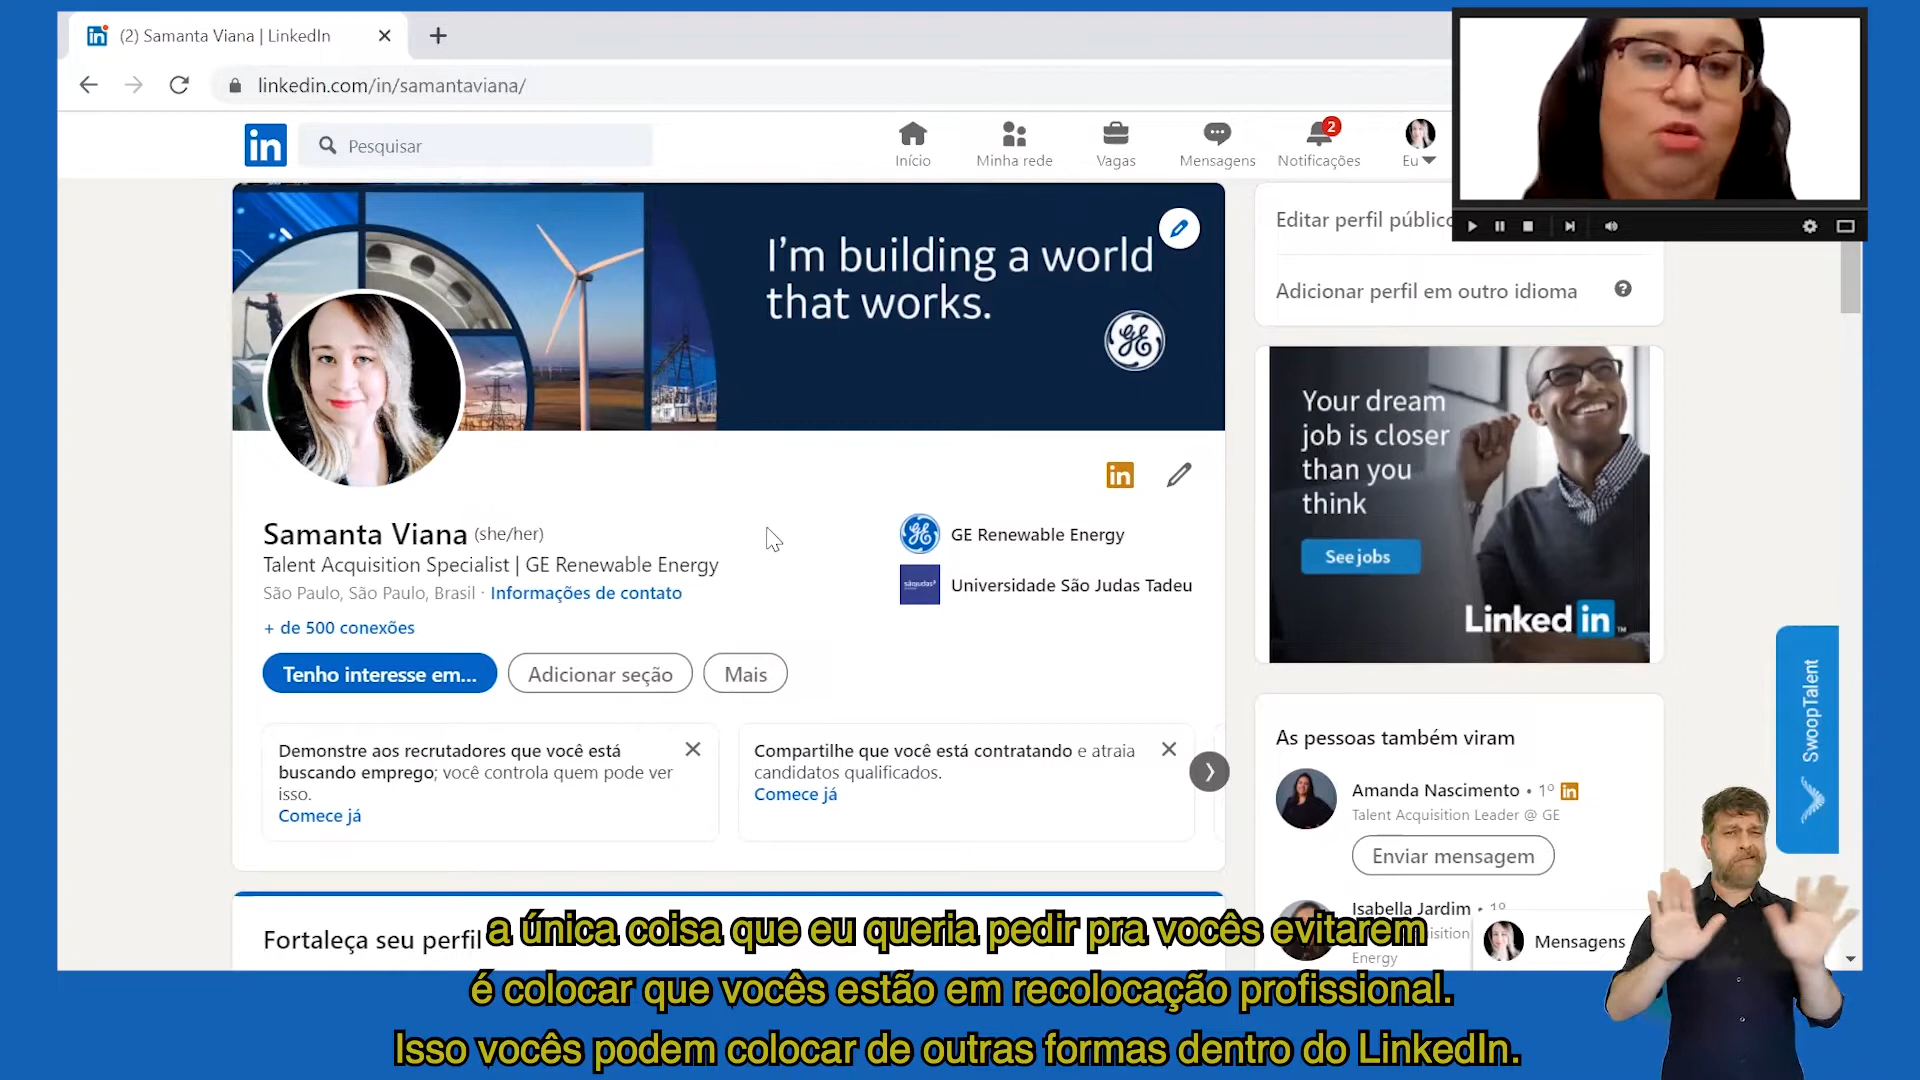 (2) Samanta Viana | LinkedIn
linkedin.com/in/samantaviana/
in
Pesquisar
Início
Minha rede
Vagas
Mensagens
2
Notificações
Eu
I'm building a world
that works.
Editar perfil público
Adicionar perfil em outro idioma
Your dream
job is closer
than you
think
See jobs
Linked in
in
Samanta Viana (she/her)
Talent Acquisition Specialist | GE Renewable Energy
São Paulo, São Paulo, Brasil · Informações de contato
+ de 500 conexões
GE Renewable Energy
Universidade São Judas Tadeu
Tenho interesse em...
Adicionar seção
Mais
Demonstre aos recrutadores que você está
buscando emprego; você controla quem pode ver
isso.
Comece já
Compartilhe que você está contratando e atraia
candidatos qualificados.
Comece já
SwoopTalent
As pessoas também viram
Amanda Nascimento • 1º in
Talent Acquisition Leader @ GE
Enviar mensagem
Isabella Jardim • 1º
Energy
Mensagens
Fortaleça seu perfil
a única coisa que eu queria pedir pra vocês evitarem
é colocar que vocês estão em recolocação profissional.
Isso vocês podem colocar de outras formas dentro do LinkedIn.